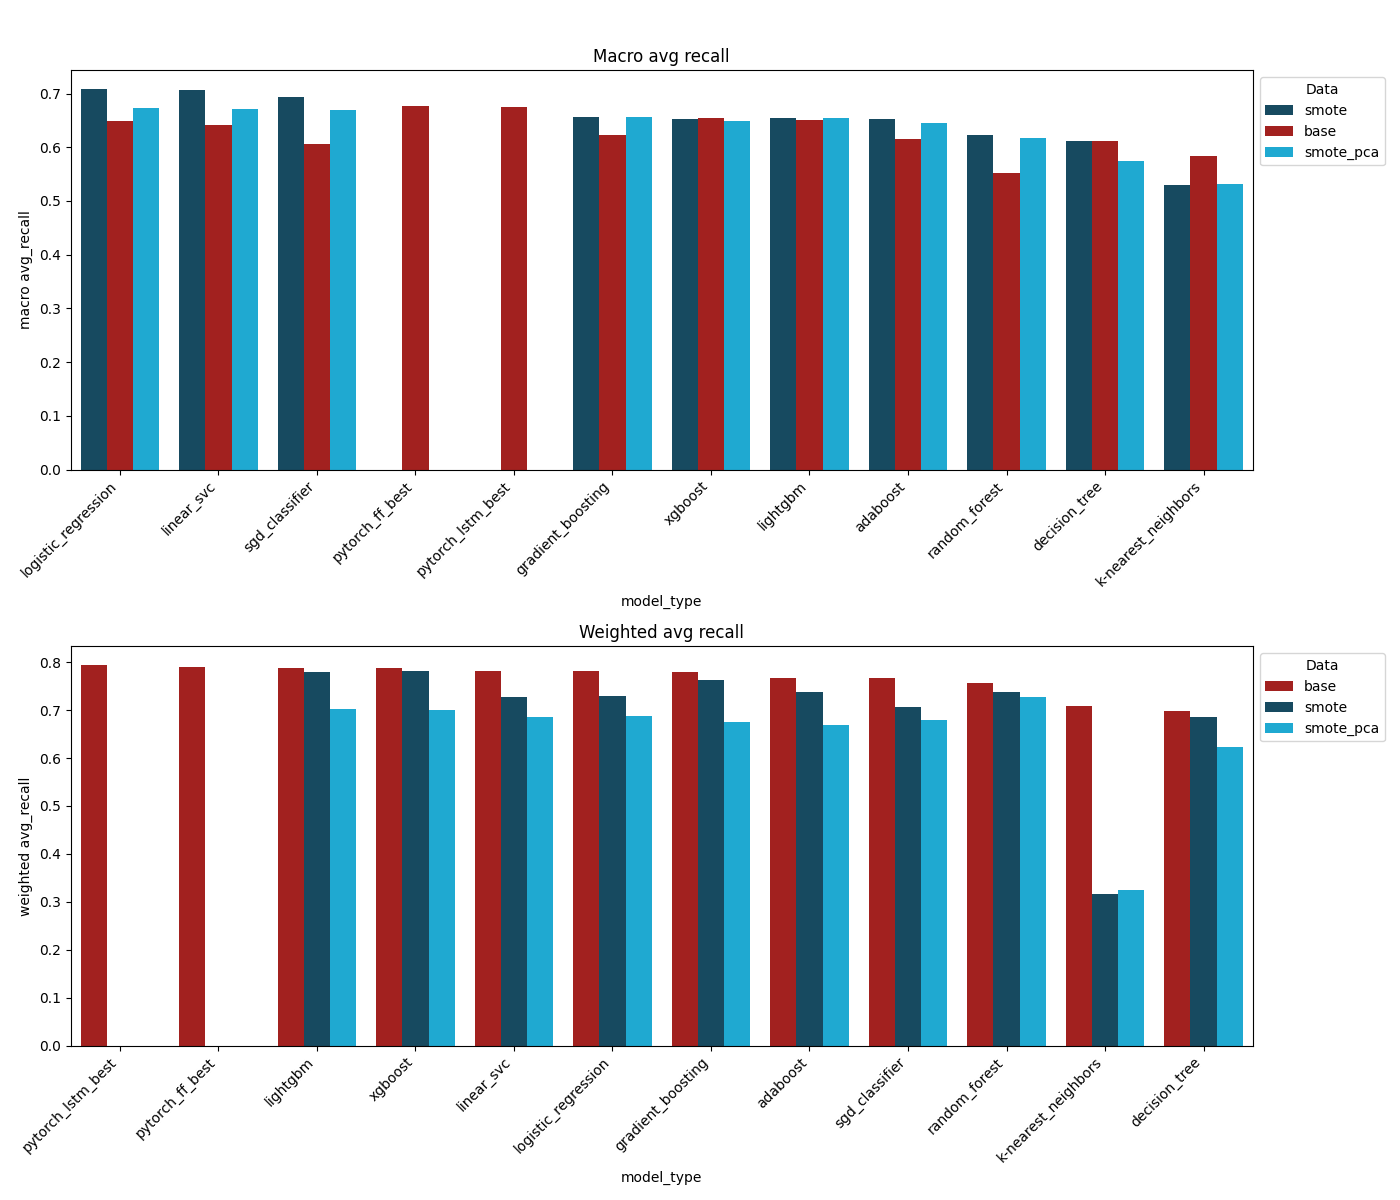 Macro avg recall
macro avg_recall
0.7
0.6
0.5
0.4
0.3
0.2
0.1
0.0
logistic_regression
linear_svc
sgd_classifier
pytorch_ff_best
pytorch_lstm_best
gradient_boosting
xgboost
lightgbm
adaboost
random_forest
decision_tree
k-nearest_neighbors
model_type
Data
smote
base
smote_pca
Weighted avg recall
weighted avg_recall
0.8
0.7
0.6
0.5
0.4
0.3
0.2
0.1
0.0
pytorch_lstm_best
pytorch_ff_best
lightgbm
xgboost
linear_svc
logistic_regression
gradient_boosting
adaboost
sgd_classifier
random_forest
k-nearest_neighbors
decision_tree
model_type
Data
base
smote
smote_pca